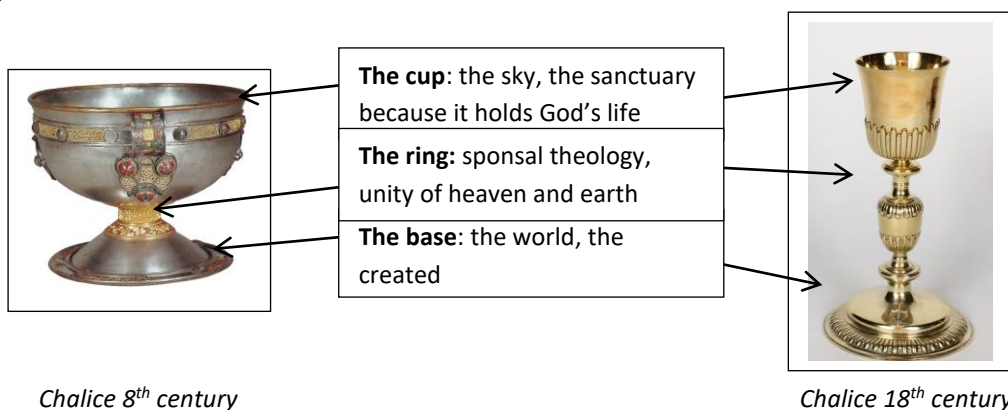 The cup: the sky, the sanctuary
because it holds God’s life
The ring: sponsal theology,
unity of heaven and earth
The base: the world, the
created
Chalice 8th century
Chalice 18th century